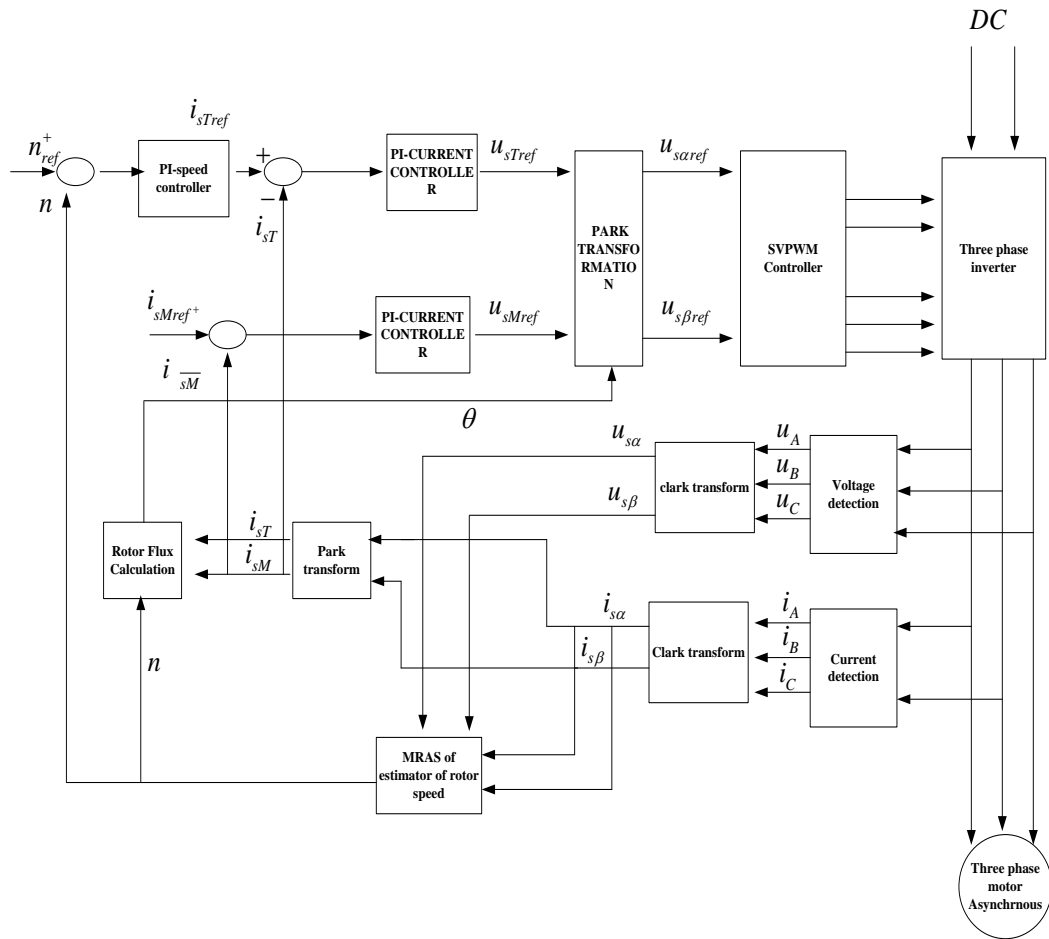 DC
i_sTref
n_ref^+
PI-speed
controller
+
PI-CURRENT
CONTROLLE
R
u_sTref
u_sαref
n
−
i_sT
PARK
TRANSFO
RMATIO
N
SVPWM
Controller
Three phase
inverter
i_sMref^+
PI-CURRENT
CONTROLLE
R
u_sMref
u_sβref
i_sM
θ
u_sα
u_A
clark transform
u_B
Voltage
detection
u_sβ
u_C
i_sT
Rotor Flux
Calculation
i_sM
Park
transform
i_sα
i_A
Clark transform
i_B
Current
detection
i_sβ
i_C
n
MRAS of
estimator of rotor
speed
Three phase
motor
Asynchrnous